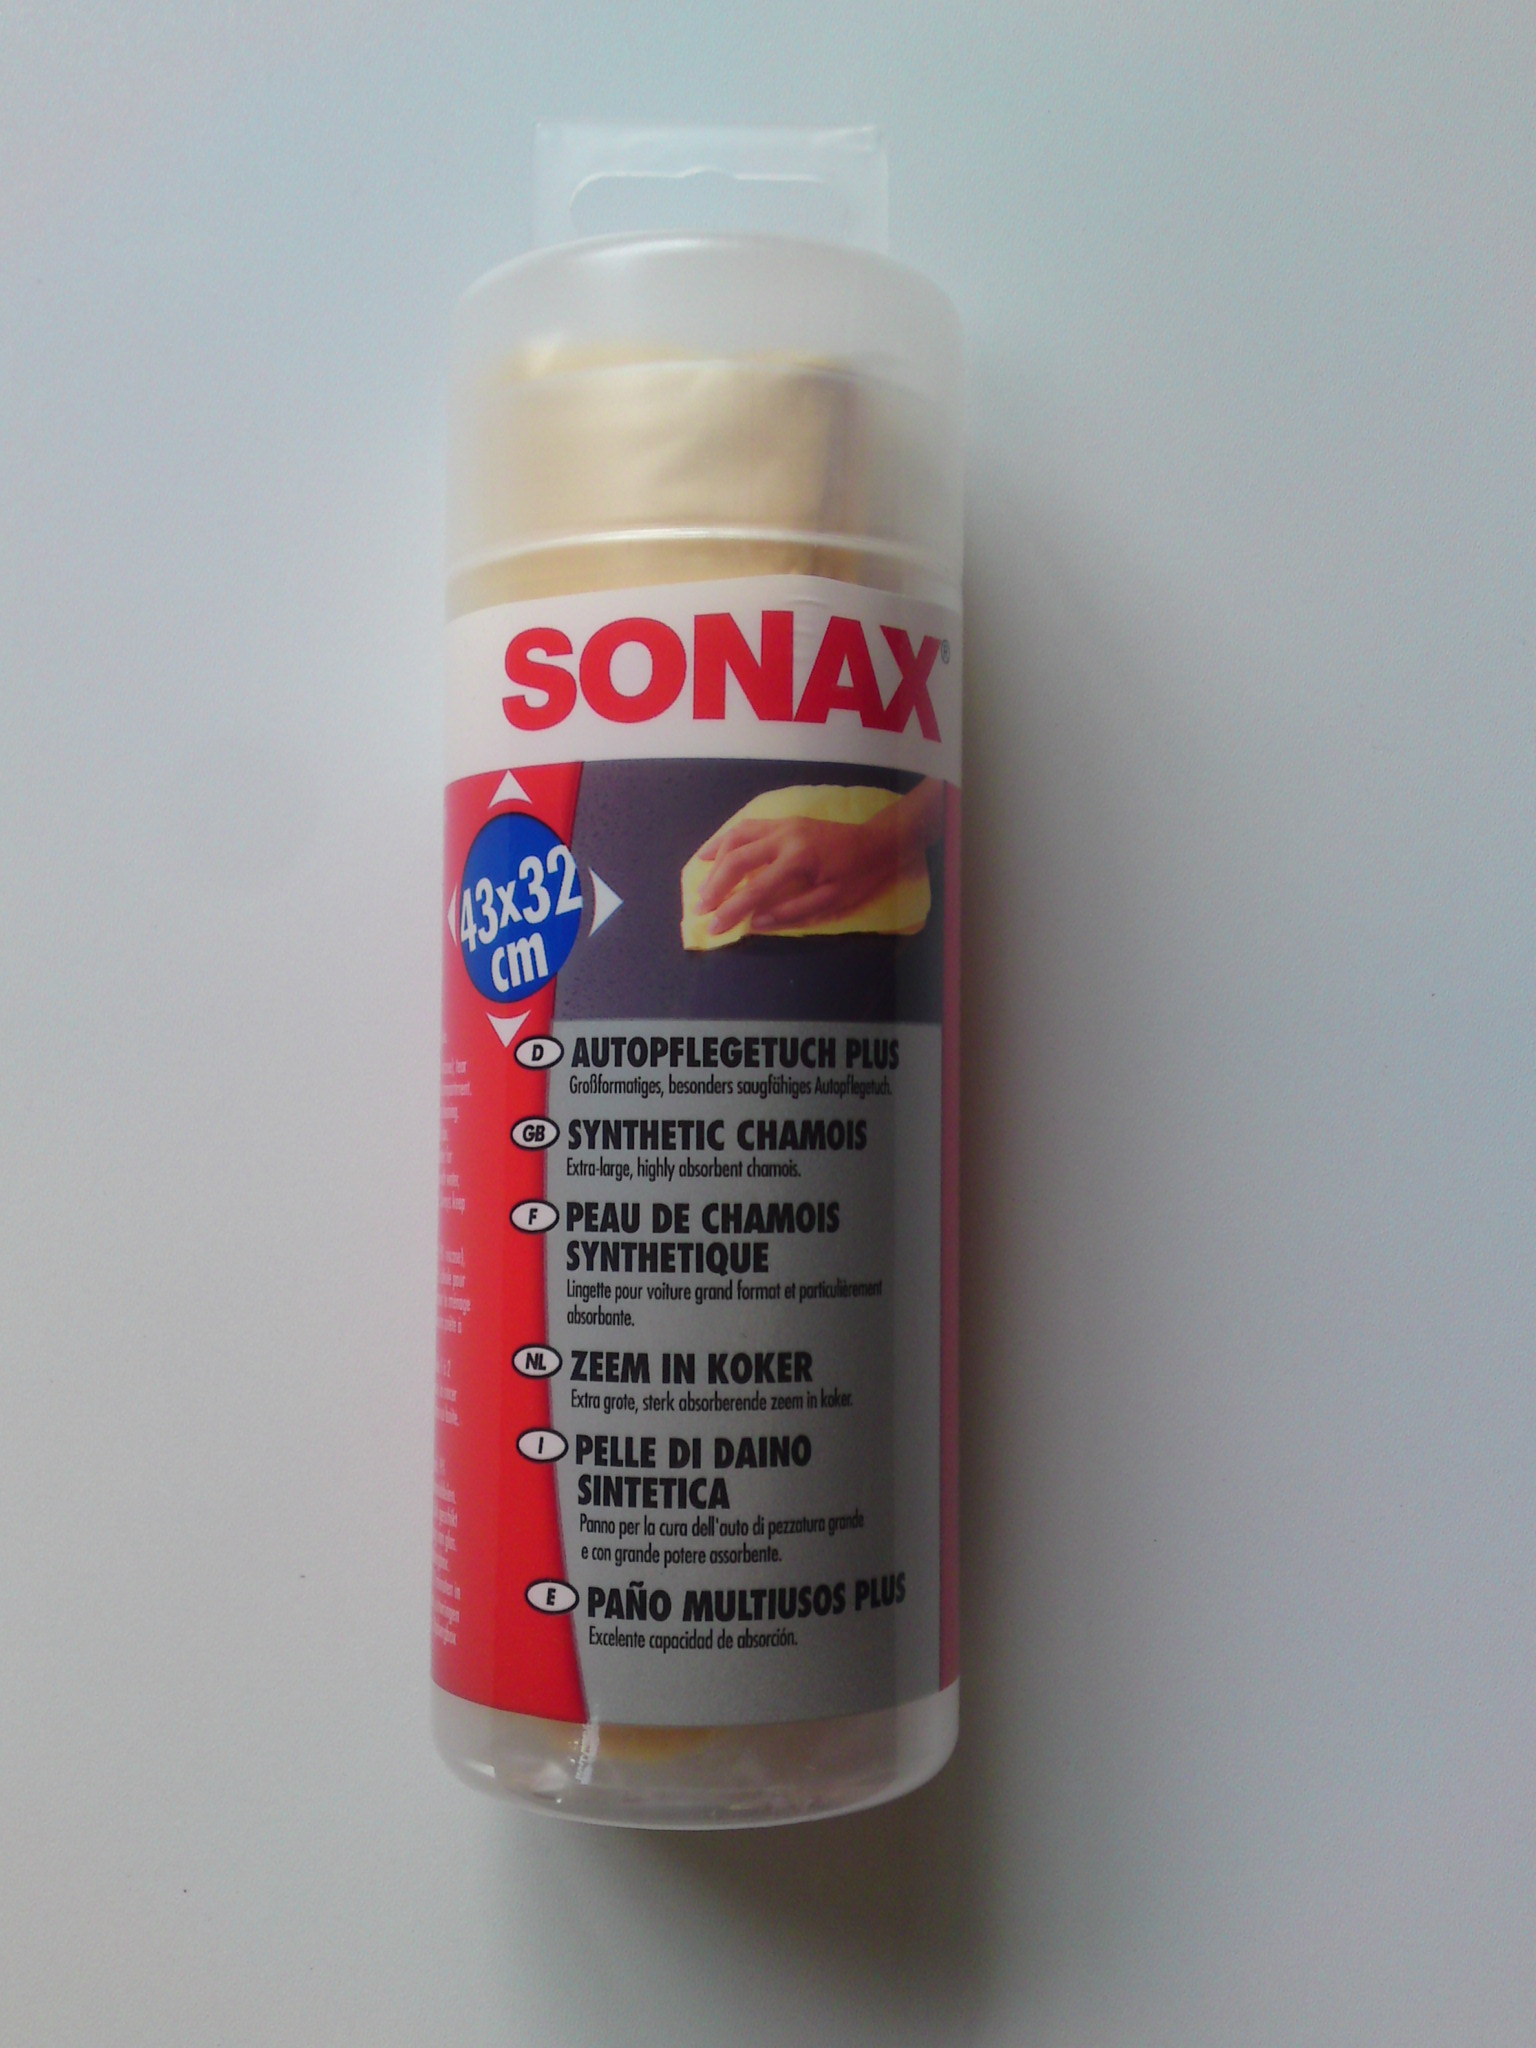 SONAX®
43x32
cm
D AUTOPFLEGETUCH PLUS
Großformatiges, besonders saugfähiges Autopflegetuch.
GB SYNTHETIC CHAMOIS
Extra-large, highly absorbent chamois.
F PEAU DE CHAMOIS
SYNTHETIQUE
Lingette pour voiture grand format et particulièrement
absorbante.
NL ZEEM IN KOKER
Extra grote, sterk absorberende zeem in koker.
I PELLE DI DAINO
SINTETICA
Panno per la cura dell'auto di pezzatura grande
e con grande potere assorbente.
E PAÑO MULTIUSOS PLUS
Excelente capacidad de absorción.